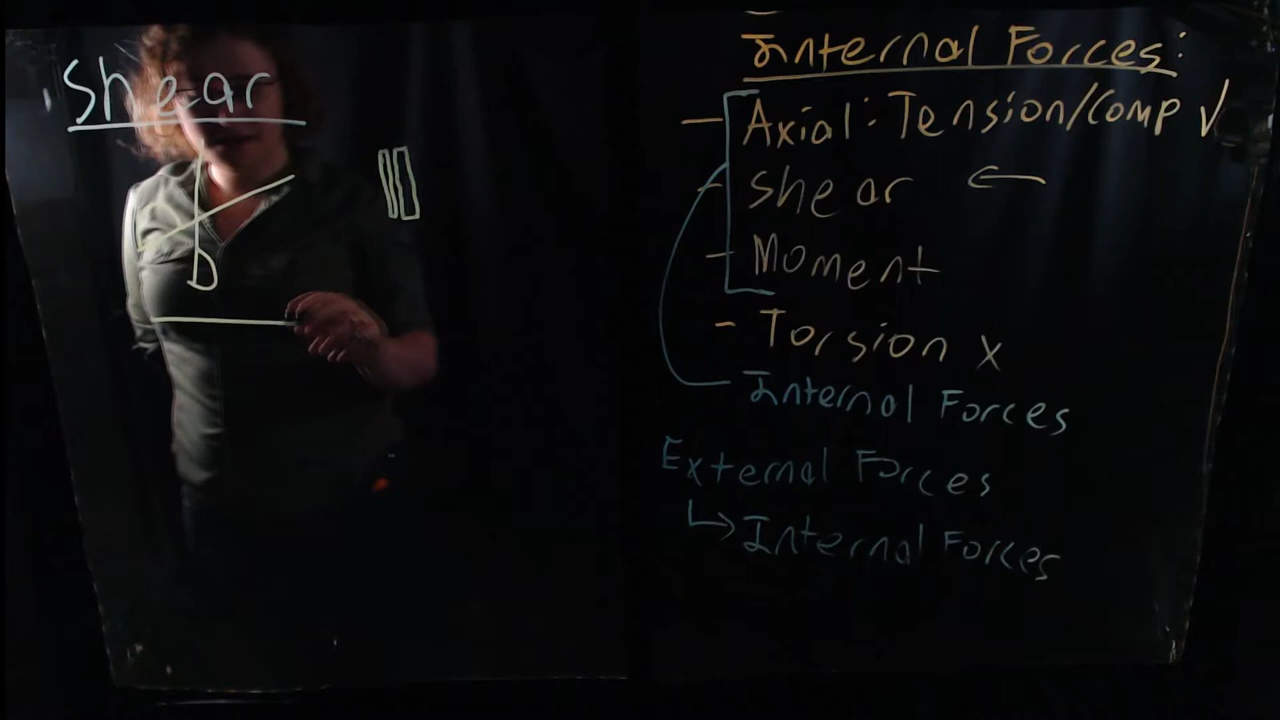 Shear
Internal Forces:
- Axial: Tension/Comp ✓
- Shear ←
- Moment
- Torsion x
Internal Forces
External Forces
↳ Internal Forces